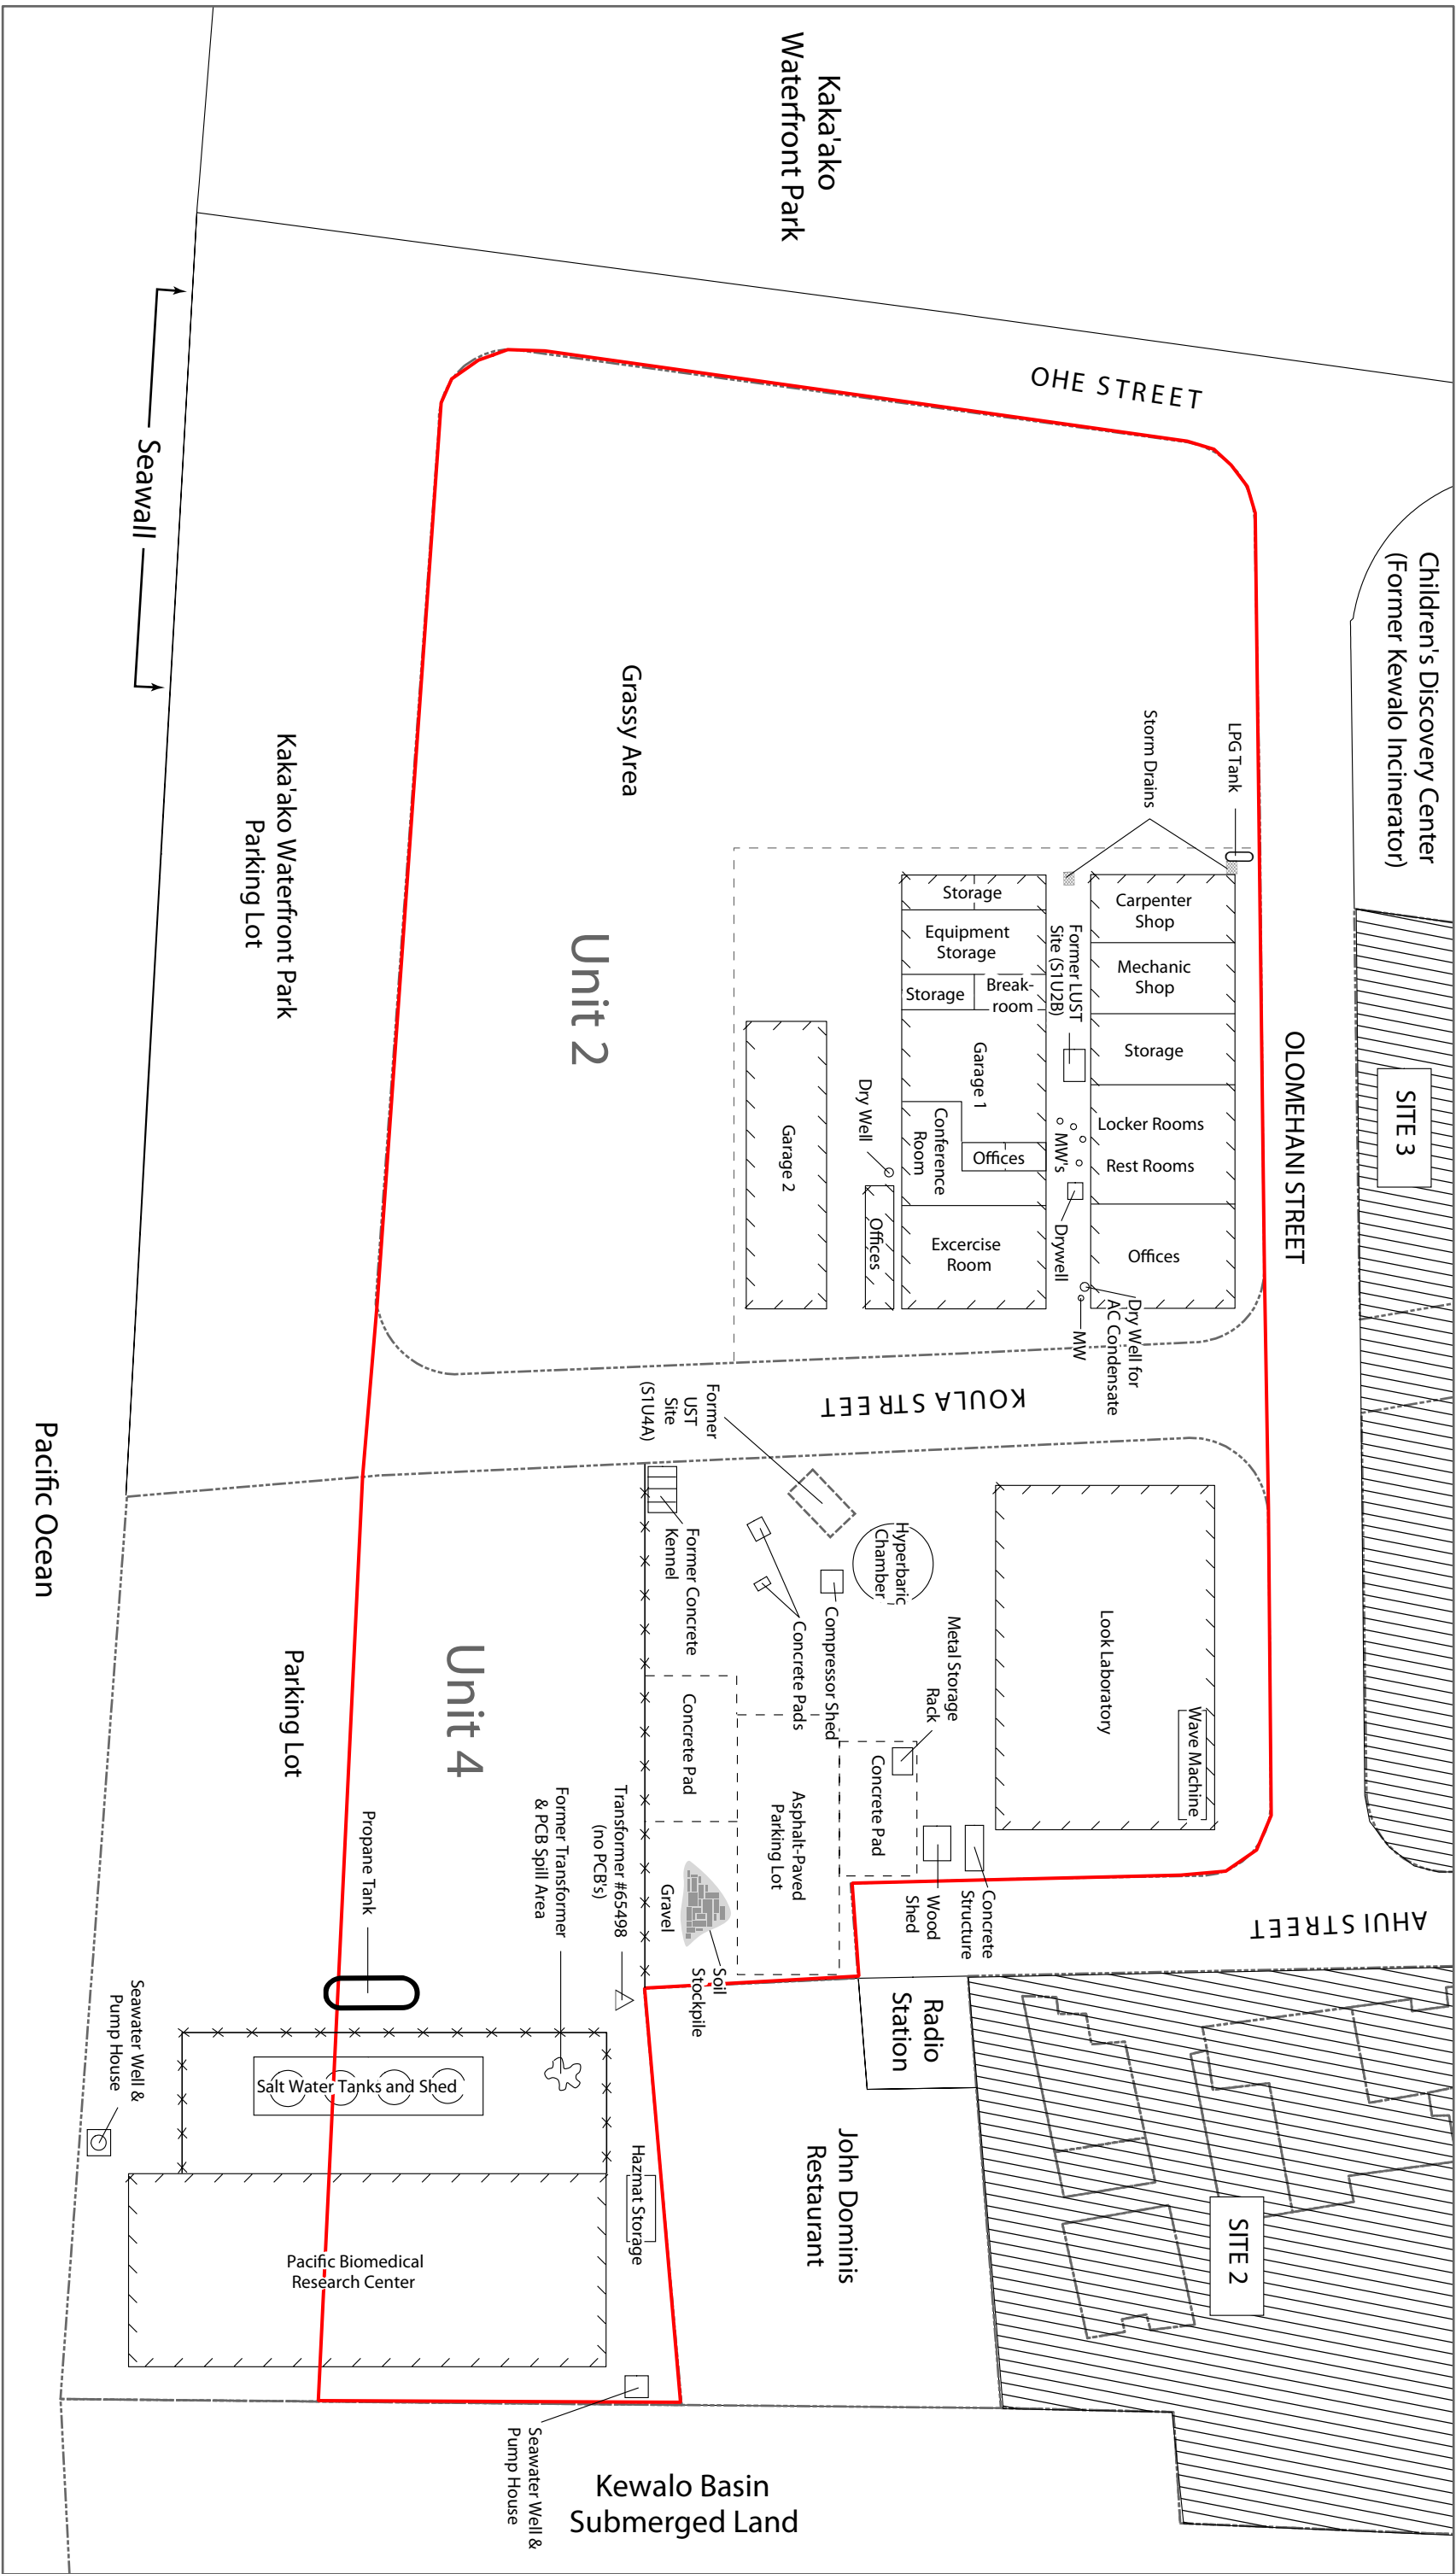 Kaka'ako
Waterfront Park
OHE STREET
Children's Discovery Center
(Former Kewalo Incinerator)
Seawall
Grassy Area
Kaka'ako Waterfront Park
Parking Lot
Unit 2
Storm Drains
LPG Tank
Carpenter
Shop
Mechanic
Shop
Storage
Locker Rooms
Rest Rooms
Offices
Former LUST
Site (S1U2B)
MW's
Drywell
Dry Well for
AC Condensate
MW
Storage
Equipment
Storage
Storage
Break-
room
Garage 1
Conference
Room
Offices
Excercise
Room
Dry Well
Offices
Garage 2
OLOMEHANI STREET
SITE 3
KOULA STREET
Pacific Ocean
Former
UST
Site
(S1U4A)
Former Concrete
Kennel
Hyperbaric
Chamber
Compressor Shed
Concrete Pads
Metal Storage
Rack
Look Laboratory
Wave Machine
Concrete Pad
Concrete Pad
Asphalt-Paved
Parking Lot
Wood
Shed
Concrete
Structure
AHUI STREET
Unit 4
Parking Lot
Propane Tank
Former Transformer
& PCB Spill Area
Transformer #65498
(no PCB's)
Gravel
Soil
Stockpile
Radio
Station
Seawater Well &
Pump House
Salt Water Tanks and Shed
Hazmat Storage
John Dominis
Restaurant
SITE 2
Pacific Biomedical
Research Center
Seawater Well &
Pump House
Kewalo Basin
Submerged Land